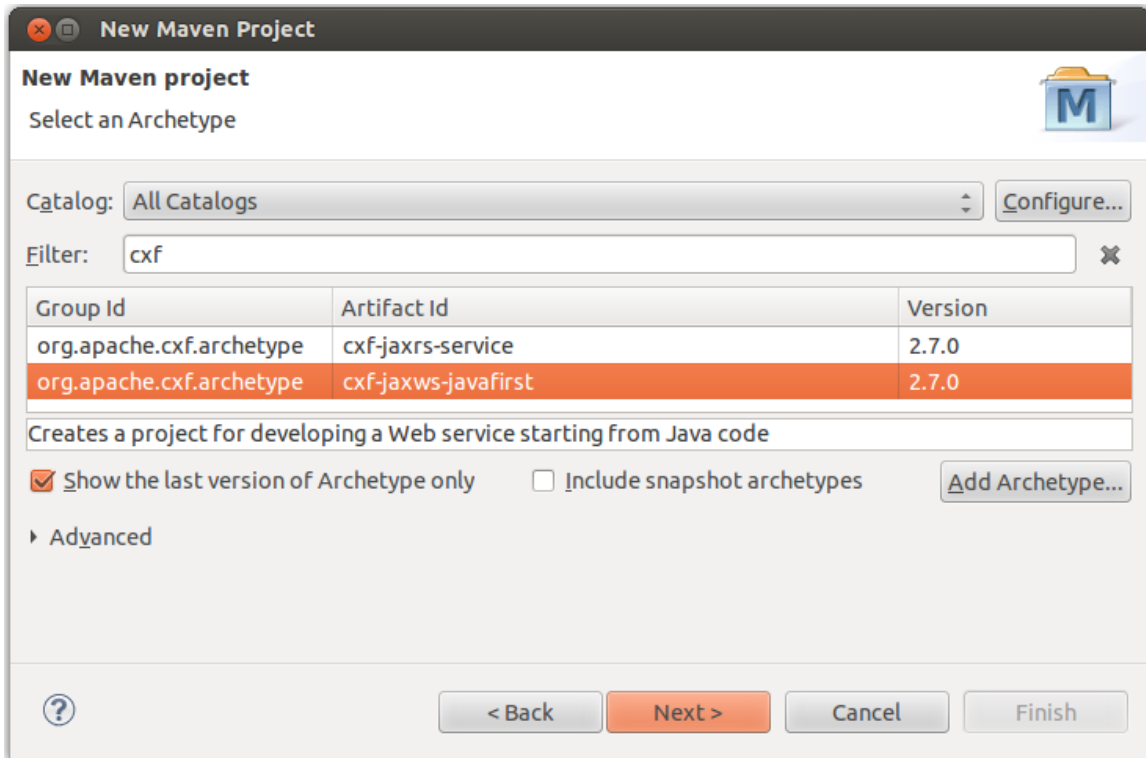 New Maven Project
New Maven project
Select an Archetype
M
Catalog: All Catalogs Configure...
Filter: cxf
Group Id Artifact Id Version
org.apache.cxf.archetype cxf-jaxrs-service 2.7.0
org.apache.cxf.archetype cxf-jaxws-javafirst 2.7.0
Creates a project for developing a Web service starting from Java code
Show the last version of Archetype only Include snapshot archetypes Add Archetype...
Advanced
? < Back Next > Cancel Finish